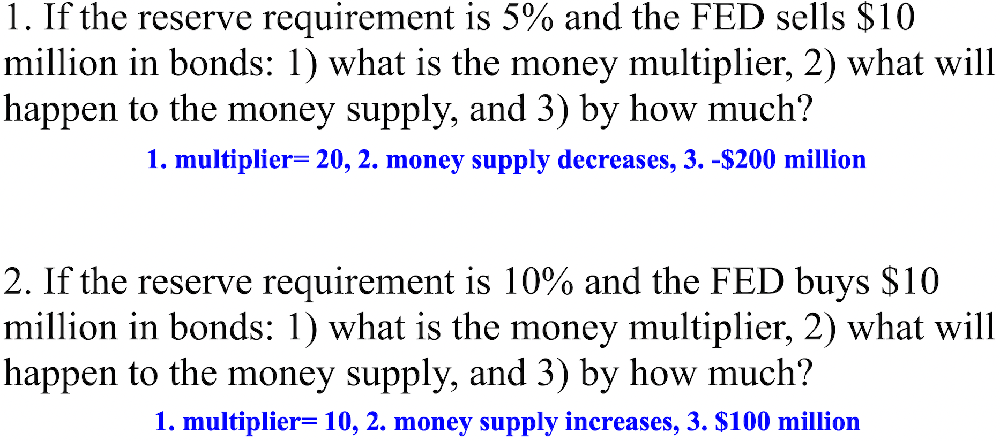 1. If the reserve requirement is 5% and the FED sells $10
million in bonds: 1) what is the money multiplier, 2) what will
happen to the money supply, and 3) by how much?
1. multiplier= 20, 2. money supply decreases, 3. -$200 million
2. If the reserve requirement is 10% and the FED buys $10
million in bonds: 1) what is the money multiplier, 2) what will
happen to the money supply, and 3) by how much?
1. multiplier= 10, 2. money supply increases, 3. $100 million